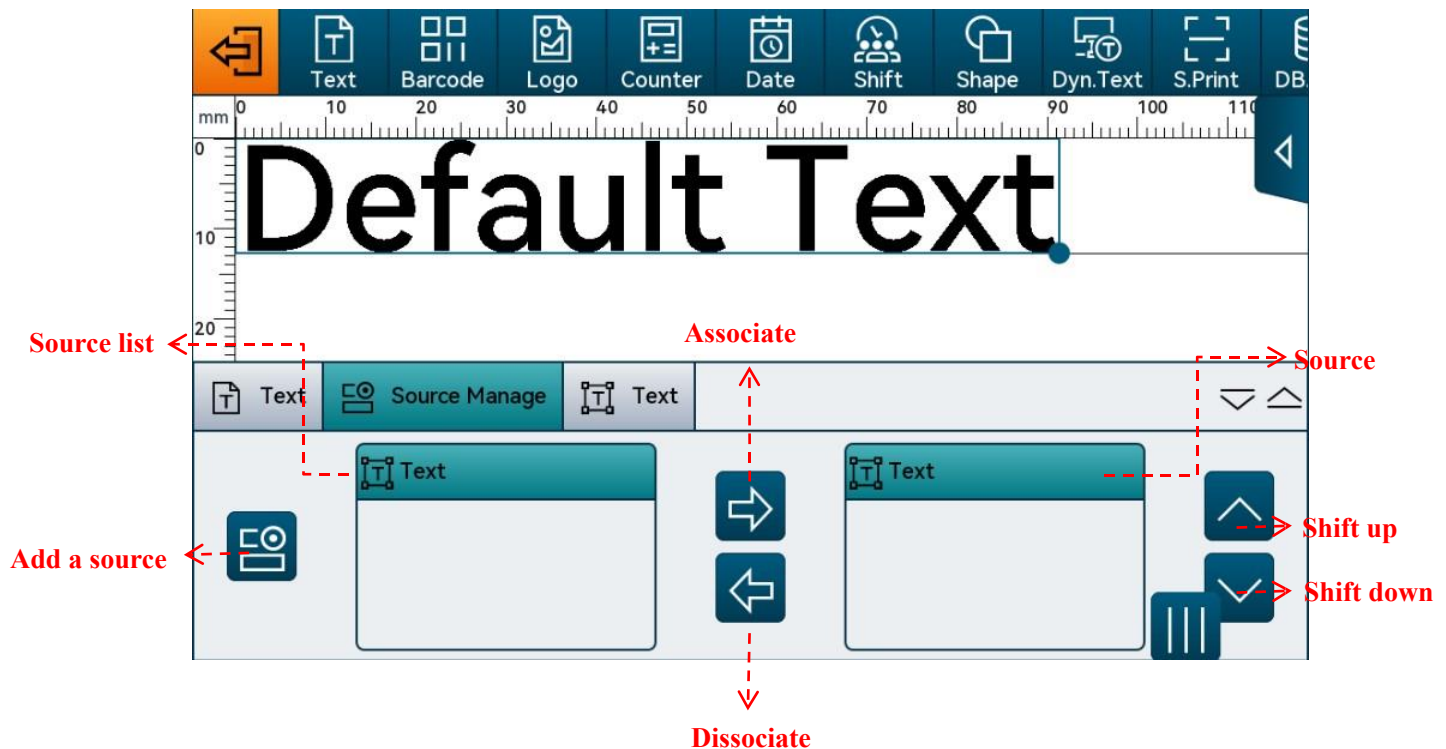 Text Barcode Logo Counter Date Shift Shape Dyn.Text S.Print DB.
mm 0 10 20 30 40 50 60 70 80 90 100 110
0
Default Text
10
20
Source list
Associate
Source
Text Source Manage Text
Text
Text
Add a source
Shift up
Shift down
Dissociate